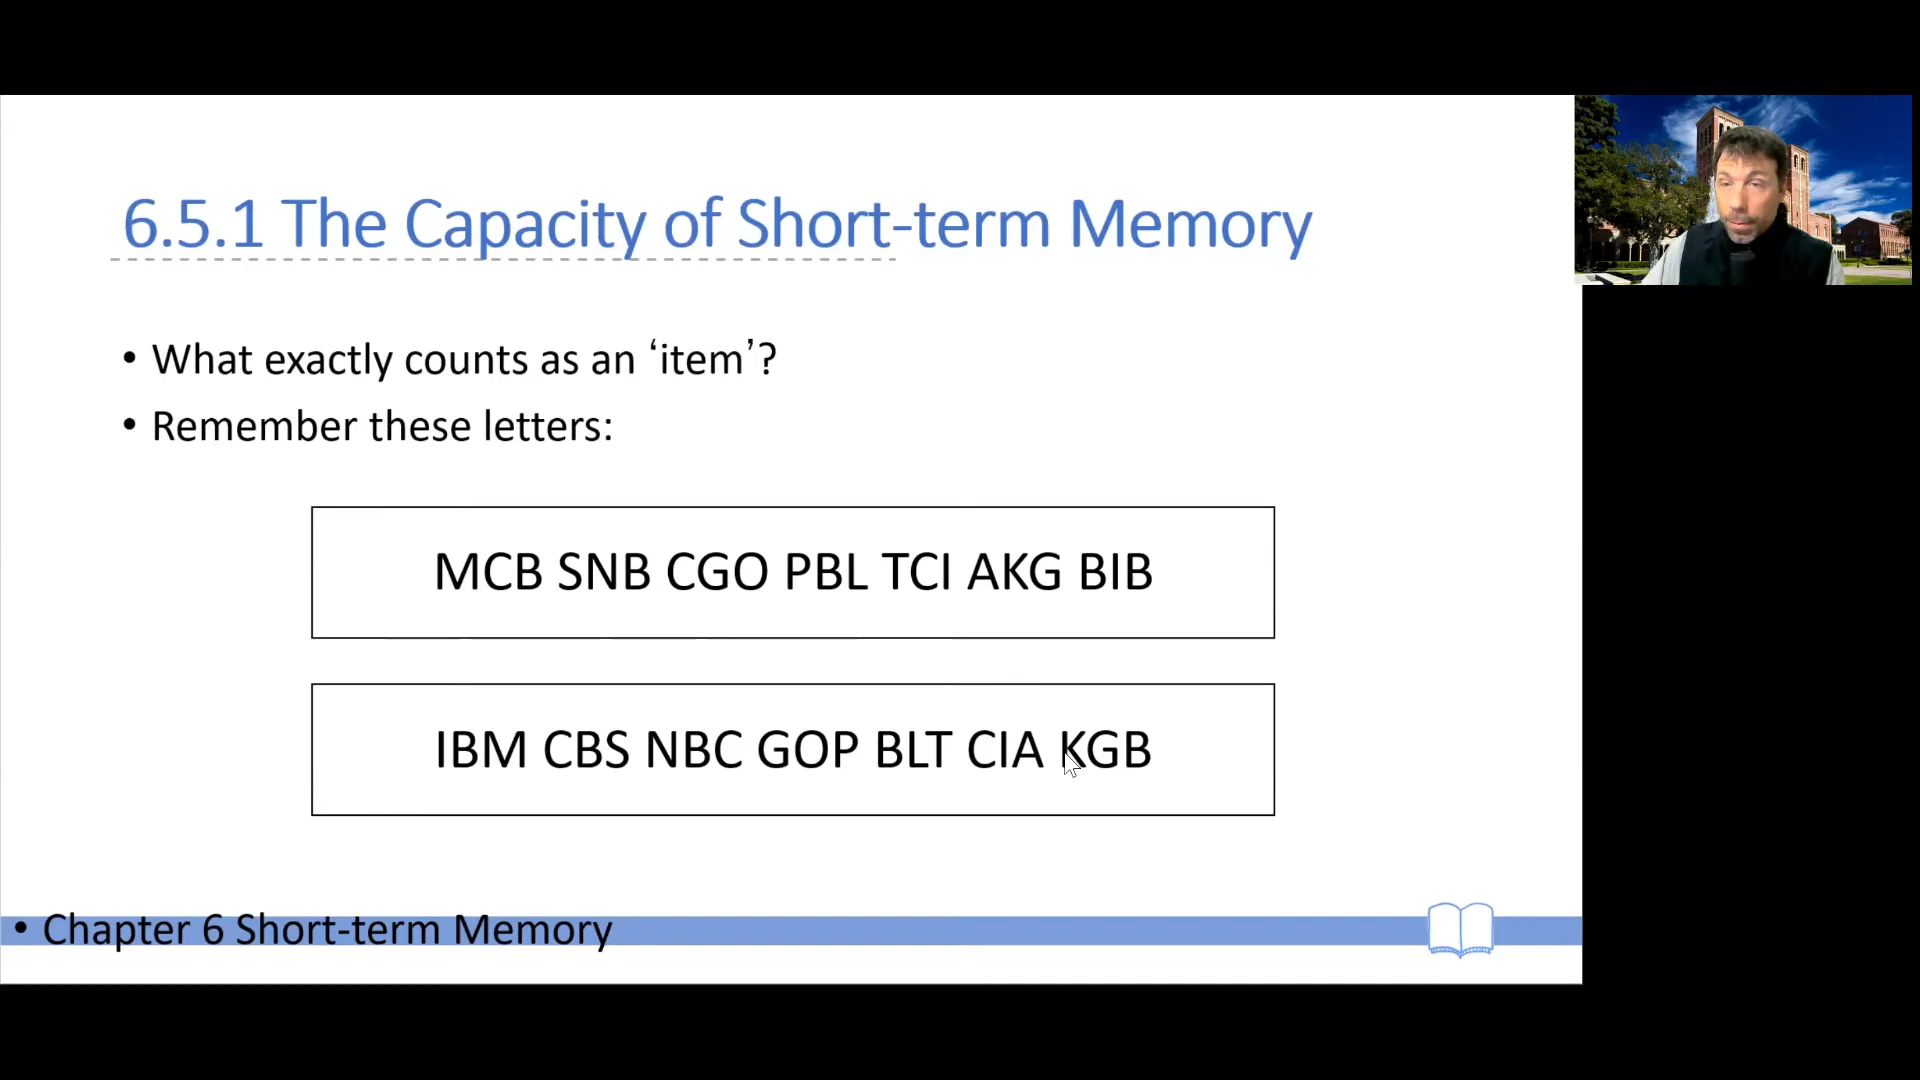 6.5.1 The Capacity of Short-term Memory
• What exactly counts as an ‘item’?
• Remember these letters:
MCB SNB CGO PBL TCI AKG BIB
IBM CBS NBC GOP BLT CIA KGB
• Chapter 6 Short-term Memory